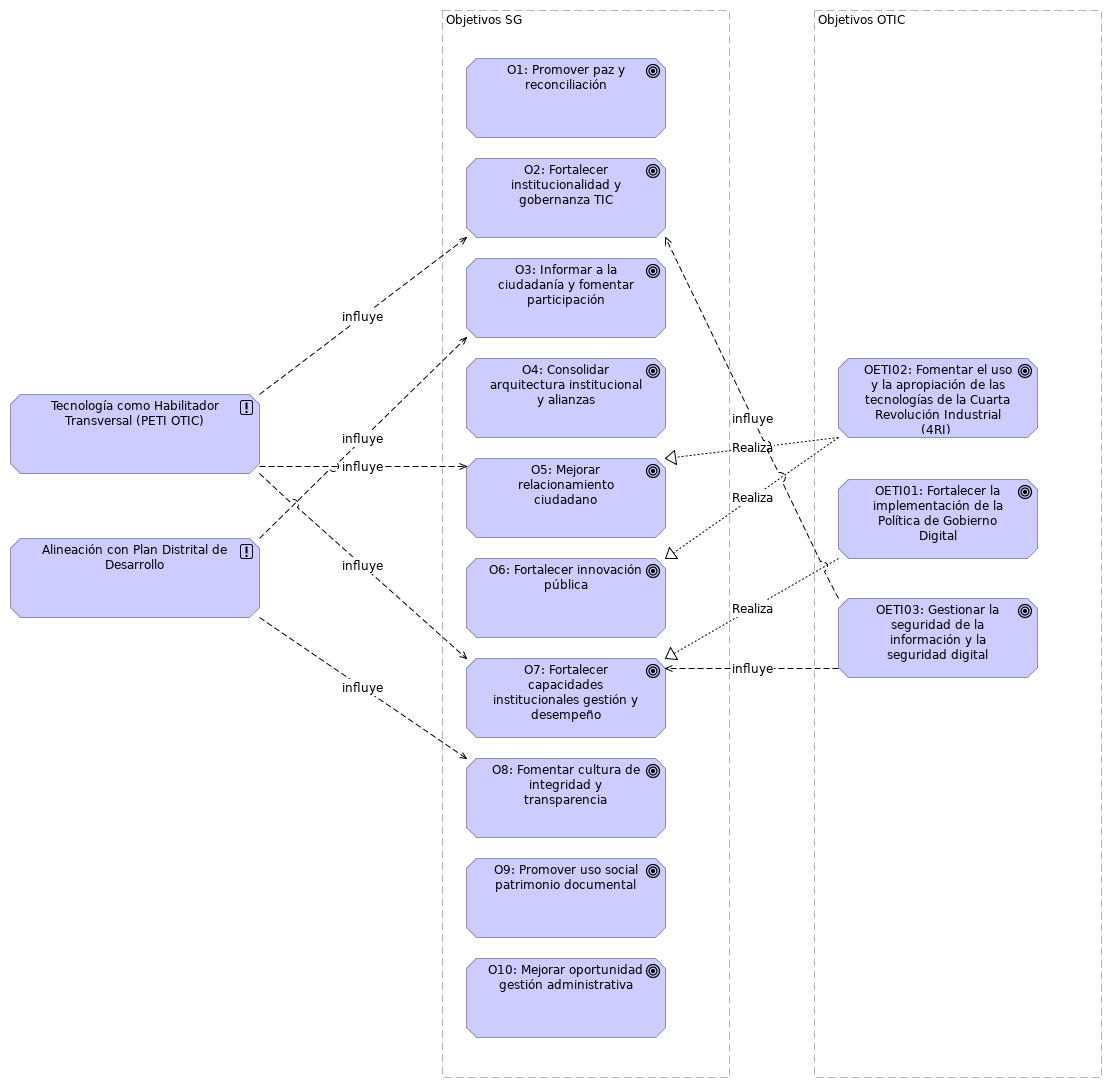 Objetivos SG
Objetivos OTIC
O1: Promover paz y
reconciliación
O2: Fortalecer
institucionalidad y
gobernanza TIC
O3: Informar a la
ciudadanía y fomentar
participación
O4: Consolidar
arquitectura institucional
y alianzas
O5: Mejorar
relacionamiento
ciudadano
O6: Fortalecer innovación
pública
O7: Fortalecer
capacidades
institucionales gestión y
desempeño
O8: Fomentar cultura de
integridad y
transparencia
O9: Promover uso social
patrimonio documental
O10: Mejorar oportunidad
gestión administrativa
Tecnología como Habilitador
Transversal (PETI OTIC)
Alineación con Plan Distrital de
Desarrollo
influye
influye
influye
influye
influye
OETI02: Fomentar el uso
y la apropiación de las
tecnologías de la Cuarta
Revolución Industrial
(4RI)
OETI01: Fortalecer la
implementación de la
Política de Gobierno
Digital
OETI03: Gestionar la
seguridad de la
información y la
seguridad digital
influye
Realiza
Realiza
Realiza
influye